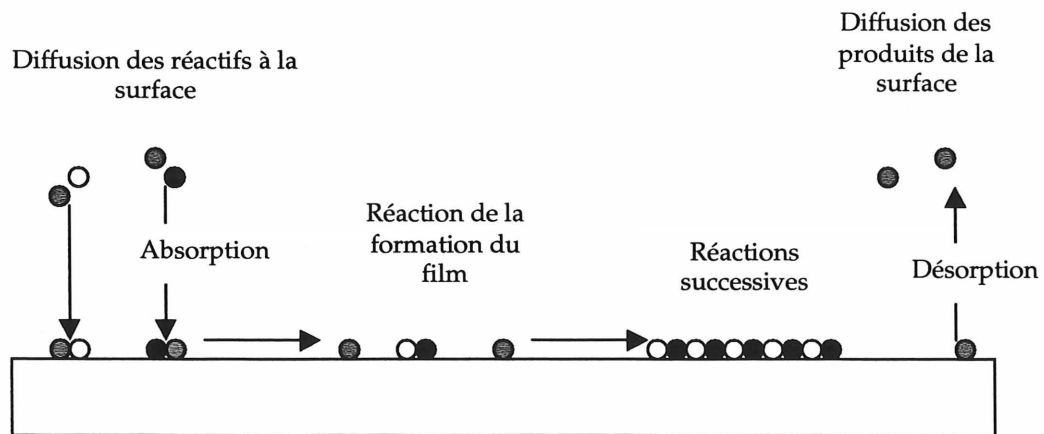 Diffusion des réactifs à la
surface
Diffusion des
produits de la
surface
Absorption
Réaction de la
formation du
film
Réactions
successives
Désorption